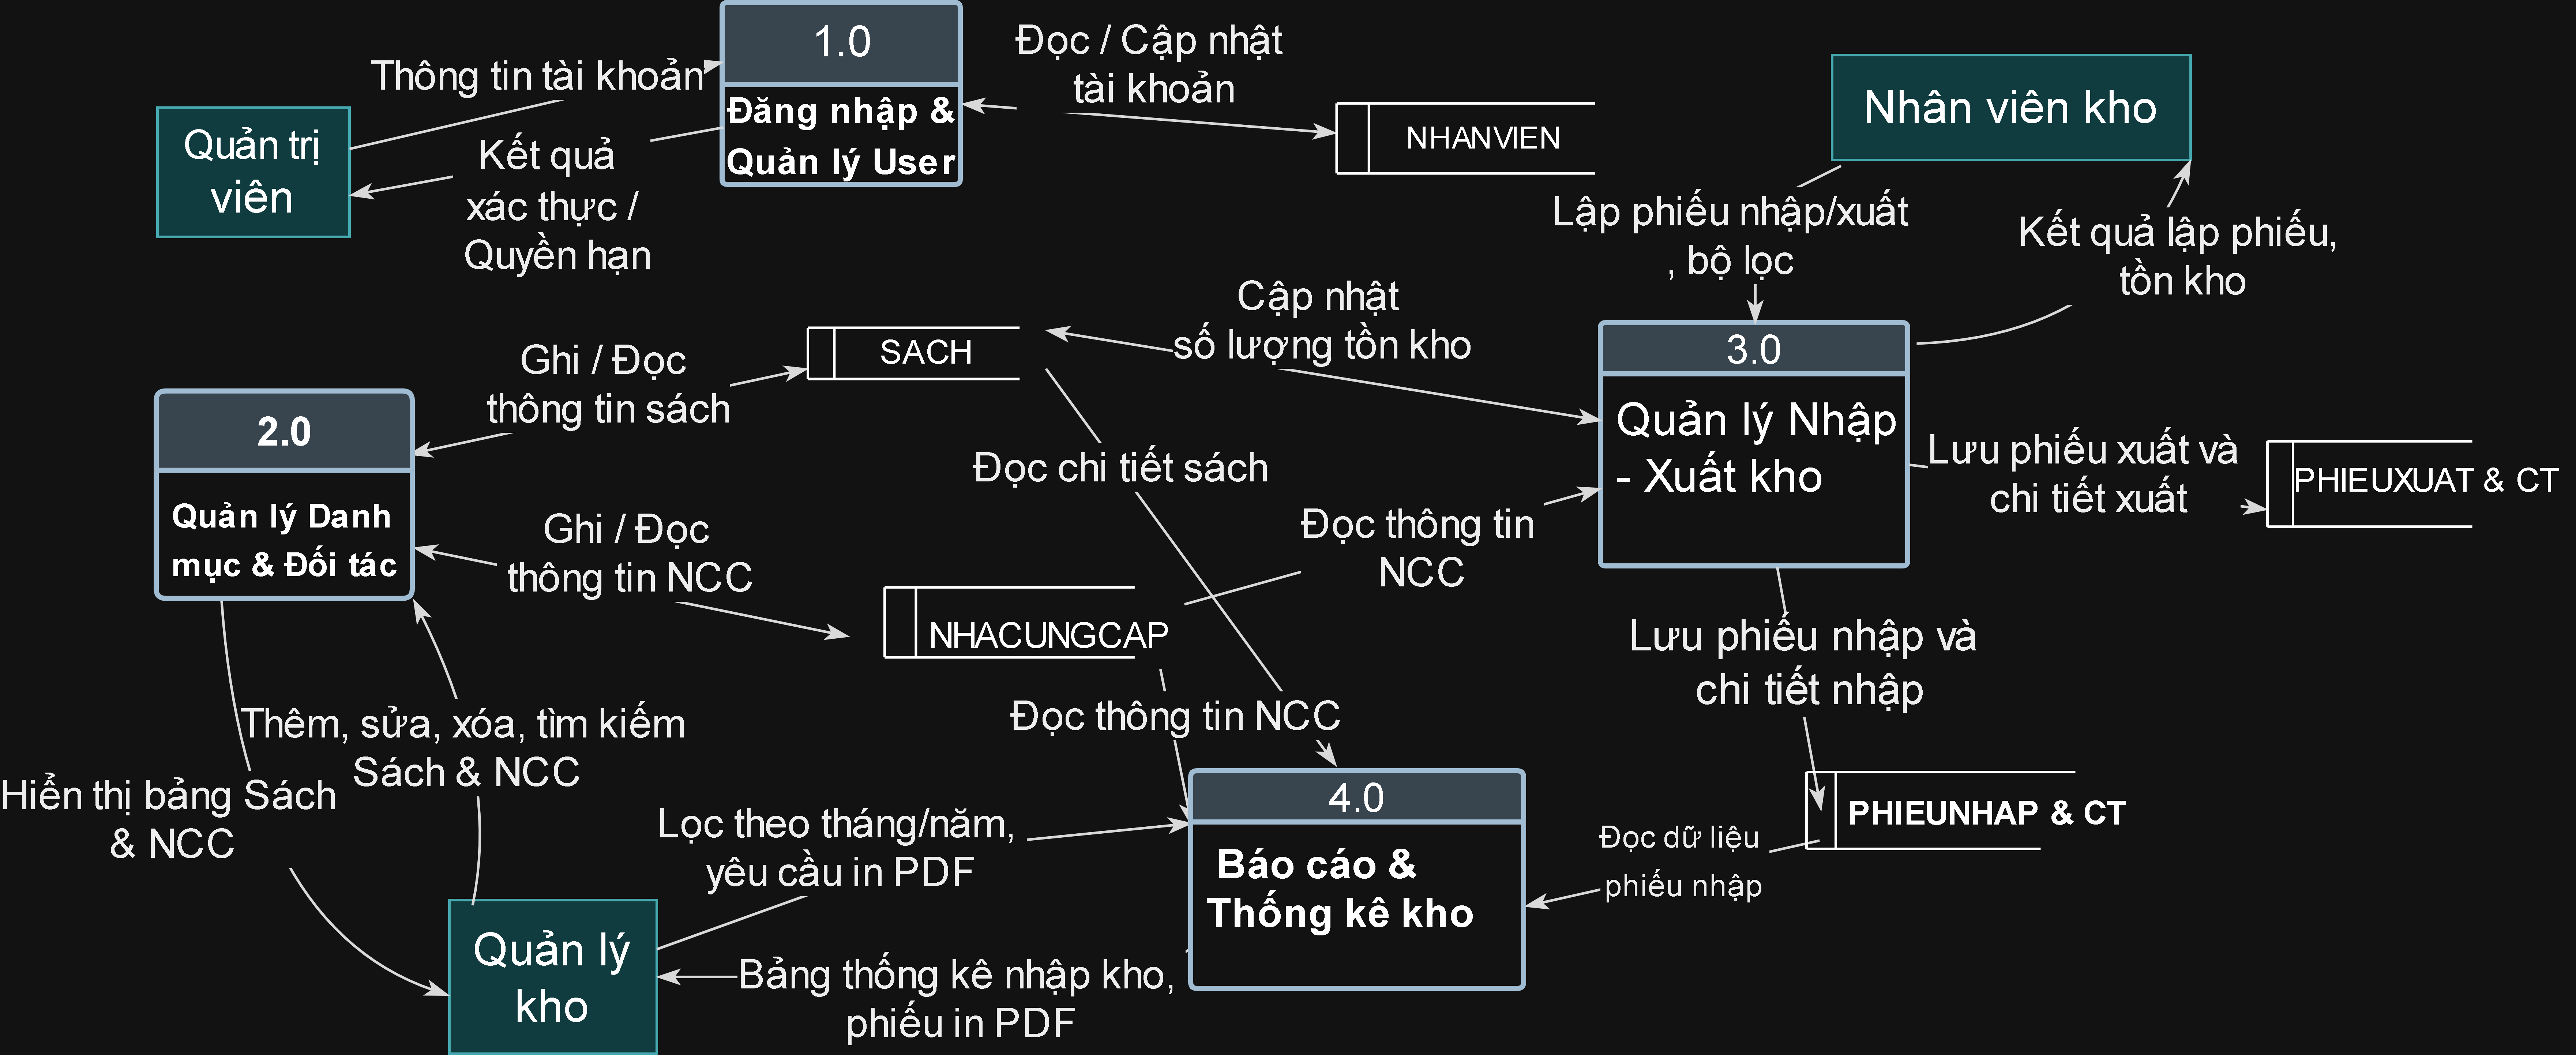 1.0
Đăng nhập &
Quản lý User
Thông tin tài khoản
Quản trị
viên
Kết quả
xác thực /
Quyền hạn
Đọc / Cập nhật
tài khoản
NHANVIEN
Nhân viên kho
Lập phiếu nhập/xuất
, bộ lọc
Kết quả lập phiếu,
tồn kho
Cập nhật
số lượng tồn kho
SACH
Ghi / Đọc
thông tin sách
3.0
Quản lý Nhập
- Xuất kho
2.0
Quản lý Danh
mục & Đối tác
Đọc chi tiết sách
Lưu phiếu xuất và
chi tiết xuất
PHIEUXUAT & CT
Ghi / Đọc
thông tin NCC
Đọc thông tin
NCC
NHACUNGCAP
Lưu phiếu nhập và
chi tiết nhập
Đọc thông tin NCC
Thêm, sửa, xóa, tìm kiếm
Sách & NCC
Hiển thị bảng Sách
& NCC
Lọc theo tháng/năm,
yêu cầu in PDF
4.0
Báo cáo &
Thống kê kho
PHIEUNHAP & CT
Đọc dữ liệu
phiếu nhập
Quản lý
kho
Bảng thống kê nhập kho,
phiếu in PDF